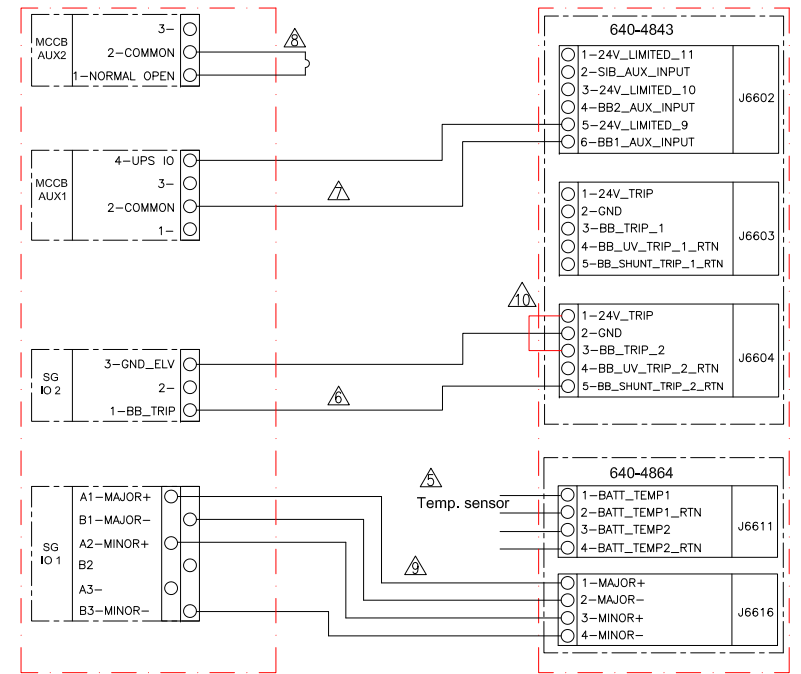 MCCB
AUX2
3-
2-COMMON
1-NORMAL OPEN
8
MCCB
AUX1
4-UPS IO
3-
2-COMMON
1-
7
SG
IO 2
3-GND_ELV
2-
1-BB_TRIP
6
SG
IO 1
A1-MAJOR+
B1-MAJOR-
A2-MINOR+
B2
A3-
B3-MINOR-
5
Temp. sensor
9
10
640-4843
1-24V_LIMITED_11
2-SIB_AUX_INPUT
3-24V_LIMITED_10
4-BB2_AUX_INPUT
5-24V_LIMITED_9
6-BB1_AUX_INPUT
J6602
1-24V_TRIP
2-GND
3-BB_TRIP_1
4-BB_UV_TRIP_1_RTN
5-BB_SHUNT_TRIP_1_RTN
J6603
1-24V_TRIP
2-GND
3-BB_TRIP_2
4-BB_UV_TRIP_2_RTN
5-BB_SHUNT_TRIP_2_RTN
J6604
640-4864
1-BATT_TEMP1
2-BATT_TEMP1_RTN
3-BATT_TEMP2
4-BATT_TEMP2_RTN
J6611
1-MAJOR+
2-MAJOR-
3-MINOR+
4-MINOR-
J6616